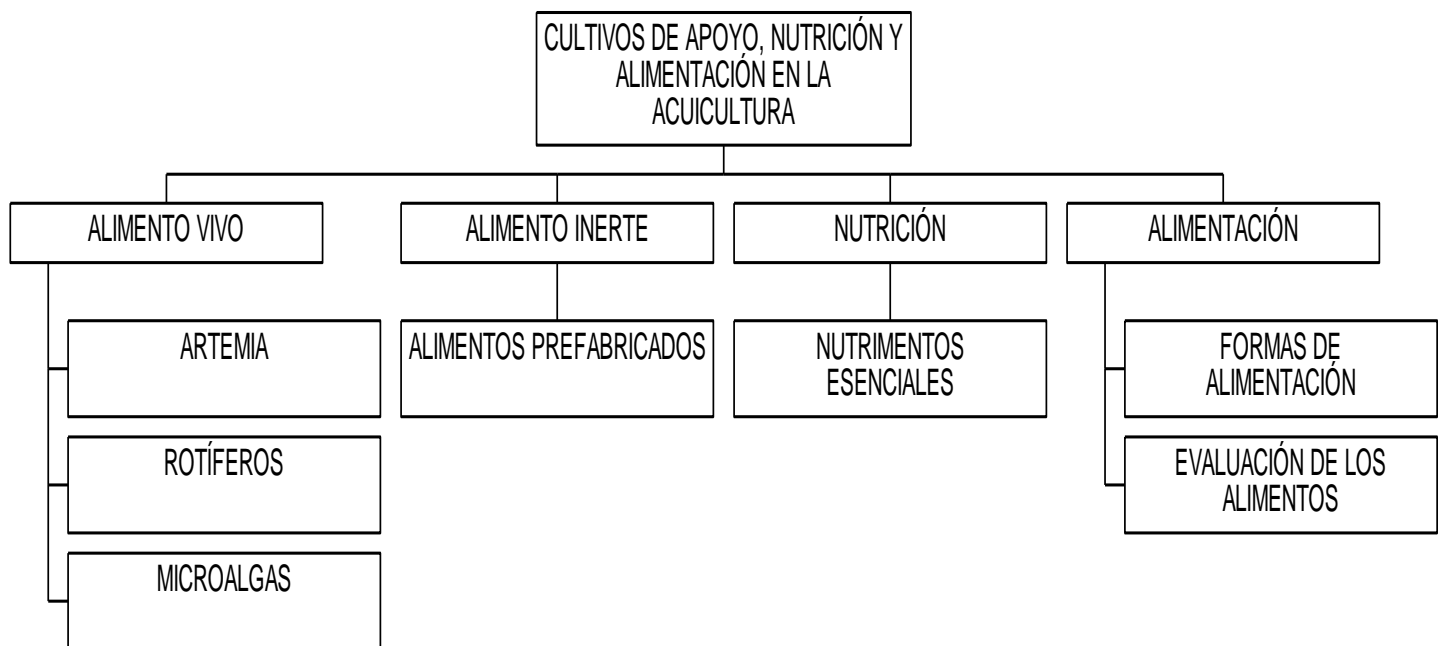 CULTIVOS DE APOYO, NUTRICIÓN Y
ALIMENTACIÓN EN LA
ACUICULTURA
ALIMENTO VIVO
ALIMENTO INERTE
NUTRICIÓN
ALIMENTACIÓN
ARTEMIA
ALIMENTOS PREFABRICADOS
NUTRIMENTOS
ESENCIALES
FORMAS DE
ALIMENTACIÓN
ROTÍFEROS
EVALUACIÓN DE LOS
ALIMENTOS
MICROALGAS